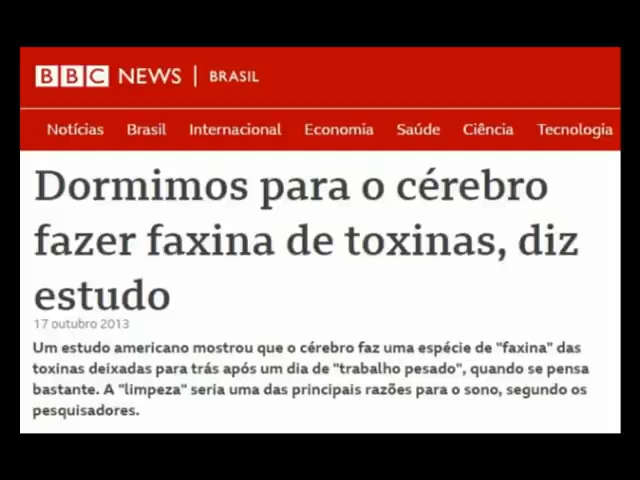 BBC NEWS | BRASIL
Notícias Brasil Internacional Economia Saúde Ciência Tecnologia
Dormimos para o cérebro
fazer faxina de toxinas, diz
estudo
17 outubro 2013
Um estudo americano mostrou que o cérebro faz uma espécie de "faxina" das
toxinas deixadas para trás após um dia de "trabalho pesado", quando se pensa
bastante. A "limpeza" seria uma das principais razões para o sono, segundo os
pesquisadores.